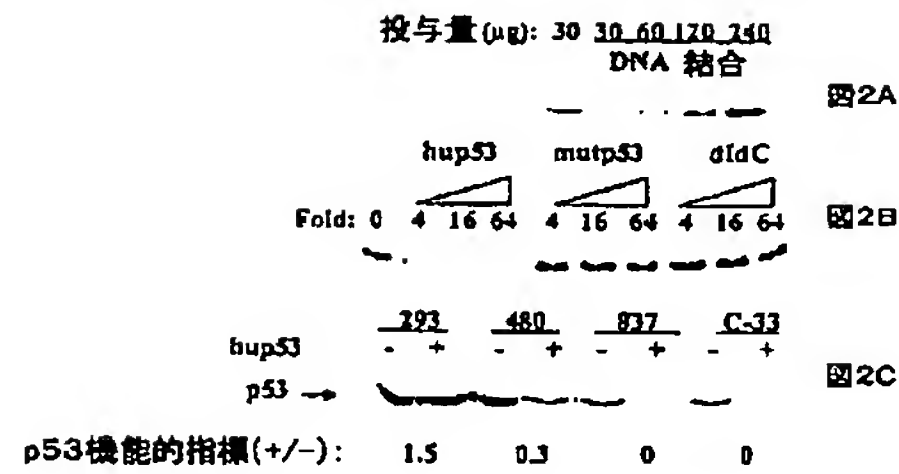 投与量(μg): 30 30 60 120 240
DNA 結合
図2A
hup53 mutp53 dIdC
Fold: 0 4 16 64 4 16 64 4 16 64
図2B
293 480 837 C-33
hup53 - + - + - + - +
図2C
p53 →
p53機能的指標(+/-): 1.5 0.3 0 0